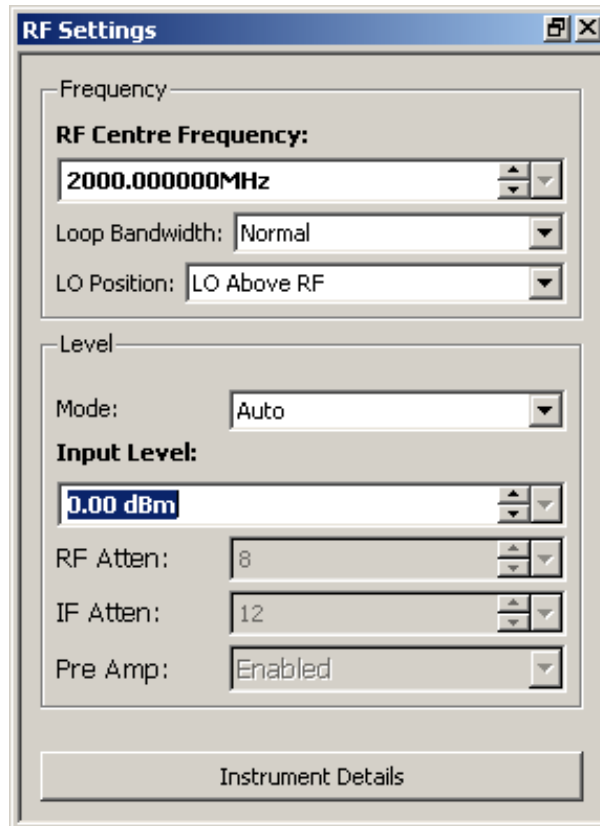 RF Settings
Frequency
RF Centre Frequency:
2000.000000MHz
Loop Bandwidth: Normal
LO Position: LO Above RF
Level
Mode: Auto
Input Level:
0.00 dBm
RF Atten: 8
IF Atten: 12
Pre Amp: Enabled
Instrument Details